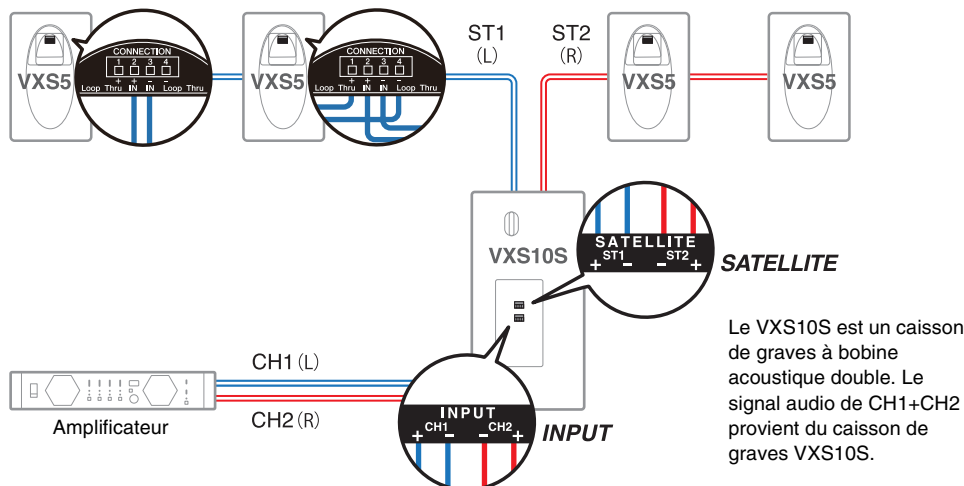 ST1
(L)
ST2
(R)
CONNECTION
1 2 3 4
+ + - -
Loop Thru IN IN Loop Thru
VXS5
CONNECTION
1 2 3 4
+ + - -
Loop Thru IN IN Loop Thru
VXS5
VXS5
VXS5
VXS10S
SATELLITE
ST1 ST2
+ - - +
SATELLITE
Le VXS10S est un caisson
de graves à bobine
acoustique double. Le
signal audio de CH1+CH2
provient du caisson de
graves VXS10S.
CH1 (L)
CH2 (R)
Amplificateur
INPUT
CH1 CH2
+ - - +
INPUT